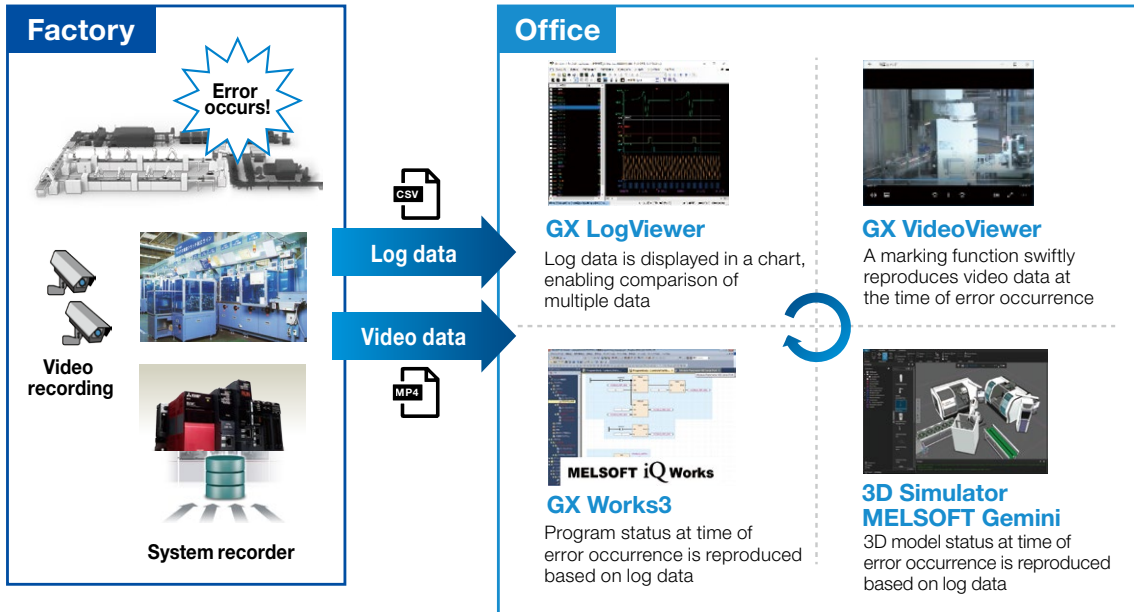 Factory
Error
occurs!
Video
recording
System recorder
CSV
Log data
Video data
MP4
Office
GX LogViewer
Log data is displayed in a chart,
enabling comparison of
multiple data
GX VideoViewer
A marking function swiftly
reproduces video data at
the time of error occurrence
MELSOFT iQ Works
GX Works3
Program status at time of
error occurrence is reproduced
based on log data
3D Simulator
MELSOFT Gemini
3D model status at time of
error occurrence is reproduced
based on log data